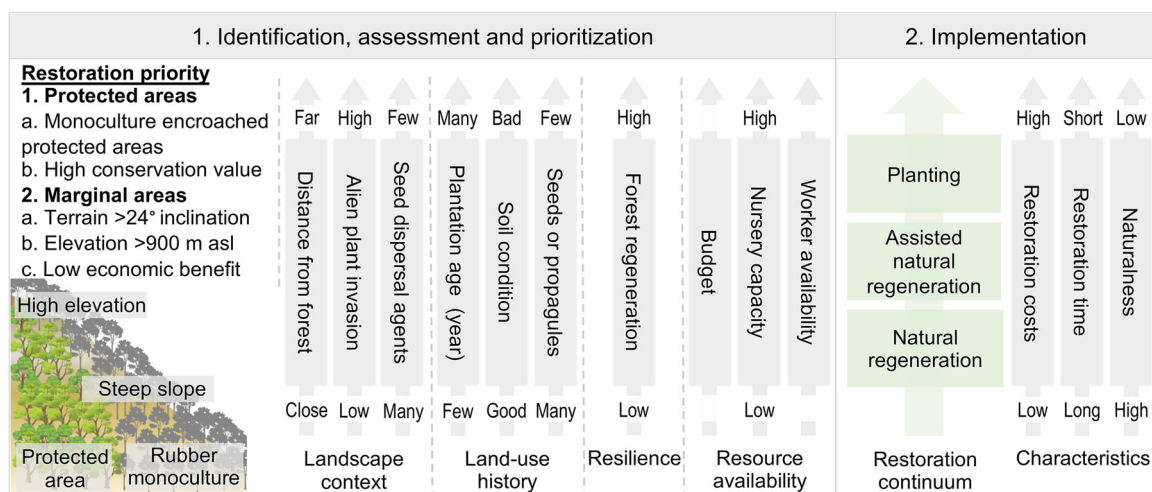 1. Identification, assessment and prioritization
2. Implementation
Restoration priority
1. Protected areas
a. Monoculture encroached
protected areas
b. High conservation value
2. Marginal areas
a. Terrain >24° inclination
b. Elevation >900 m asl
c. Low economic benefit
High elevation
Steep slope
Protected
area
Rubber
monoculture
Far
Distance from forest
Close
High
Alien plant invasion
Low
Few
Seed dispersal agents
Many
Landscape
context
Many
Plantation age (year)
Few
Bad
Soil condition
Good
Few
Seeds or propagules
Many
Land-use
history
High
Forest regeneration
Low
Resilience
High
Budget
Nursery capacity
Worker availability
Low
Resource
availability
Planting
Assisted
natural
regeneration
Natural
regeneration
Restoration
continuum
High
Restoration costs
Low
Short
Restoration time
Long
Low
Naturalness
High
Characteristics